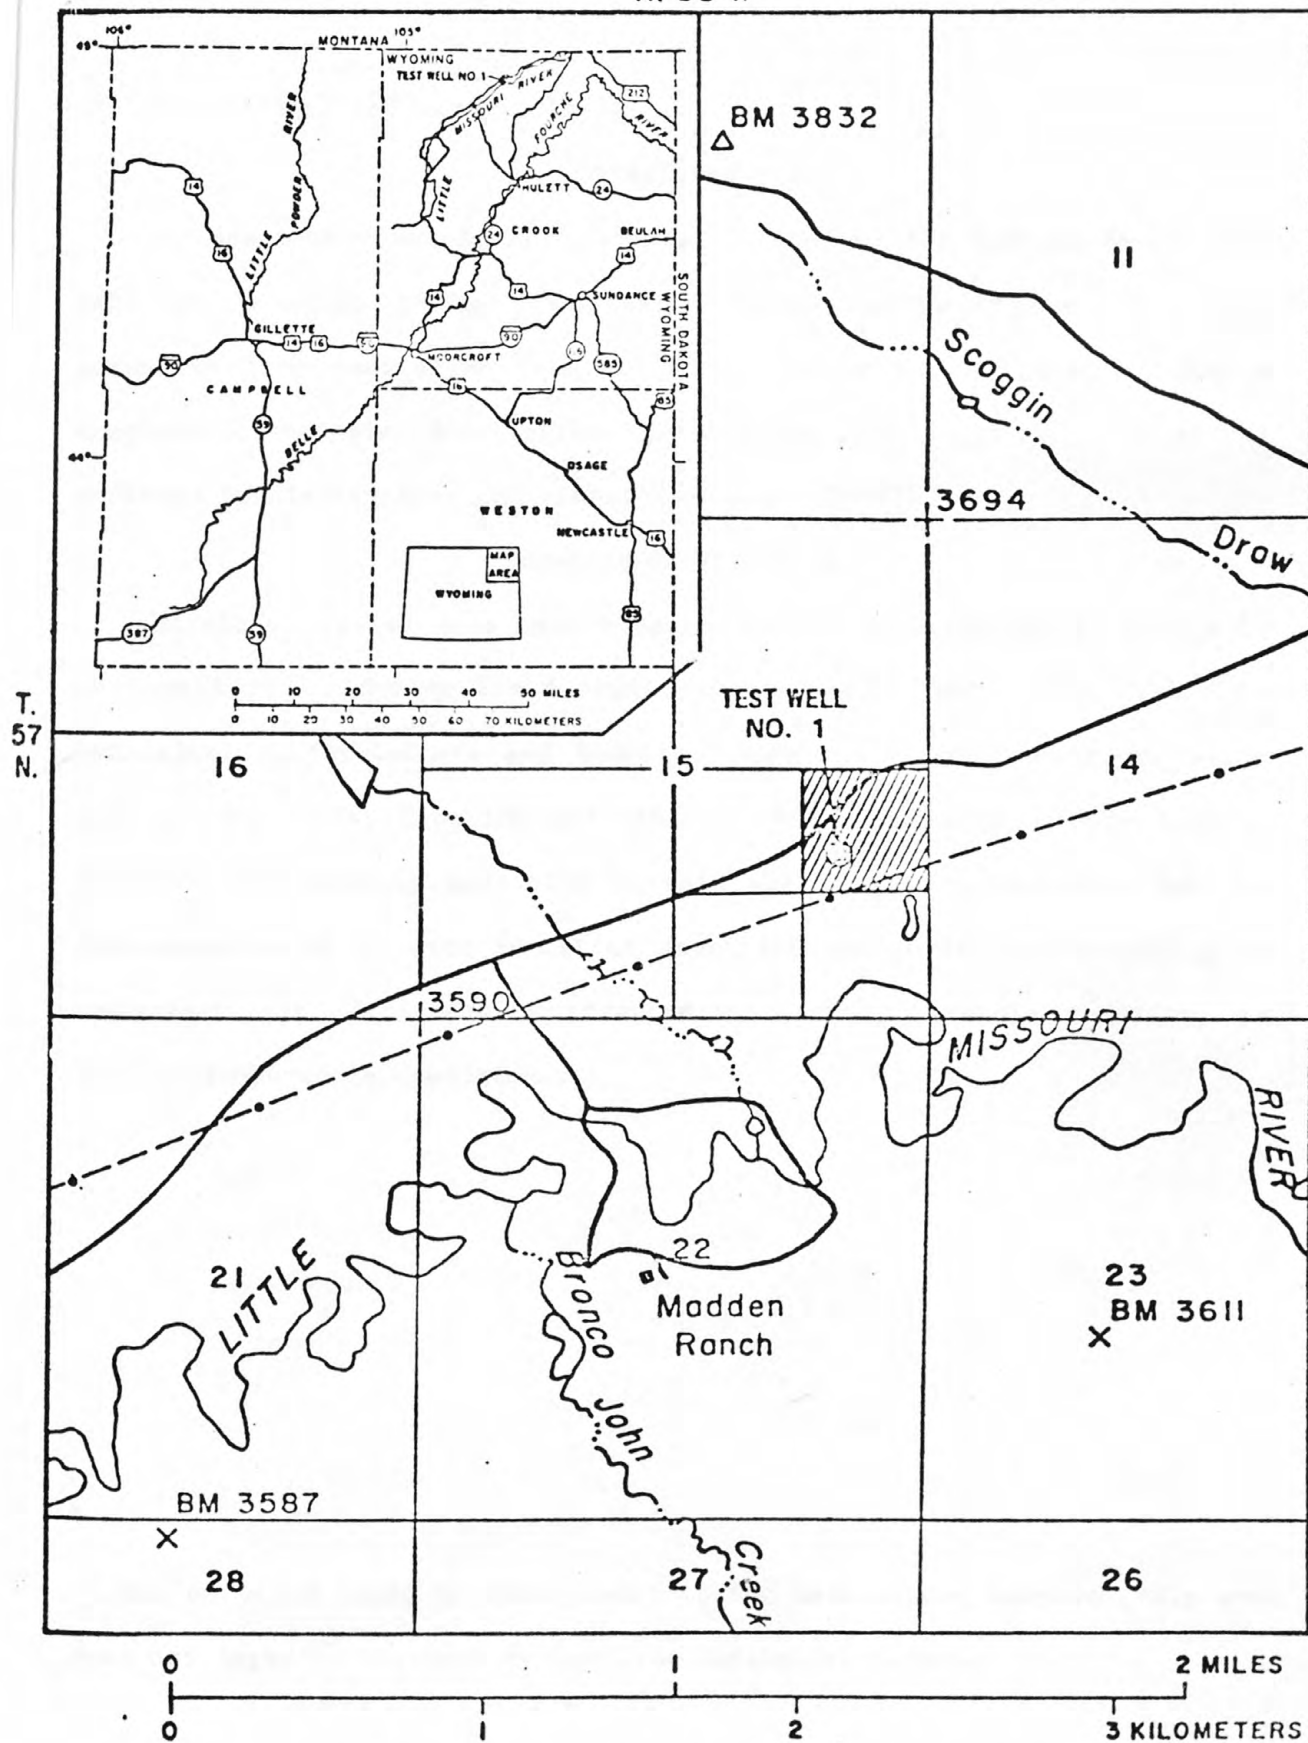 106°
105°
45°
MONTANA
WYOMING
TEST WELL NO 1
LITTLE POWDER RIVER
LITTLE MISSOURI RIVER
FOURCHE RIVER
212
14
HULETT
24
16
CROOK
24
BEULAH
14
14
14
SUNDANCE
SOUTH DAKOTA
WYOMING
GILLETTE
14
16
90
90
90
MOORCROFT
585
16
85
CAMPBELL
59
UPTON
BELLE
44°
OSAGE
WESTON
NEWCASTLE
16
MAP
AREA
WYOMING
387
59
85
0 10 20 30 40 50 MILES
0 10 20 30 40 50 60 70 KILOMETERS
BM 3832
11
Scoggin
Draw
3694
T.
57
N.
TEST WELL
NO. 1
16
15
14
3590
MISSOURI
RIVER
LITTLE
21
22
23
Madden
Ranch
BM 3611
Bronco
John
Creek
BM 3587
28
27
26
0 1 2 MILES
0 1 2 3 KILOMETERS